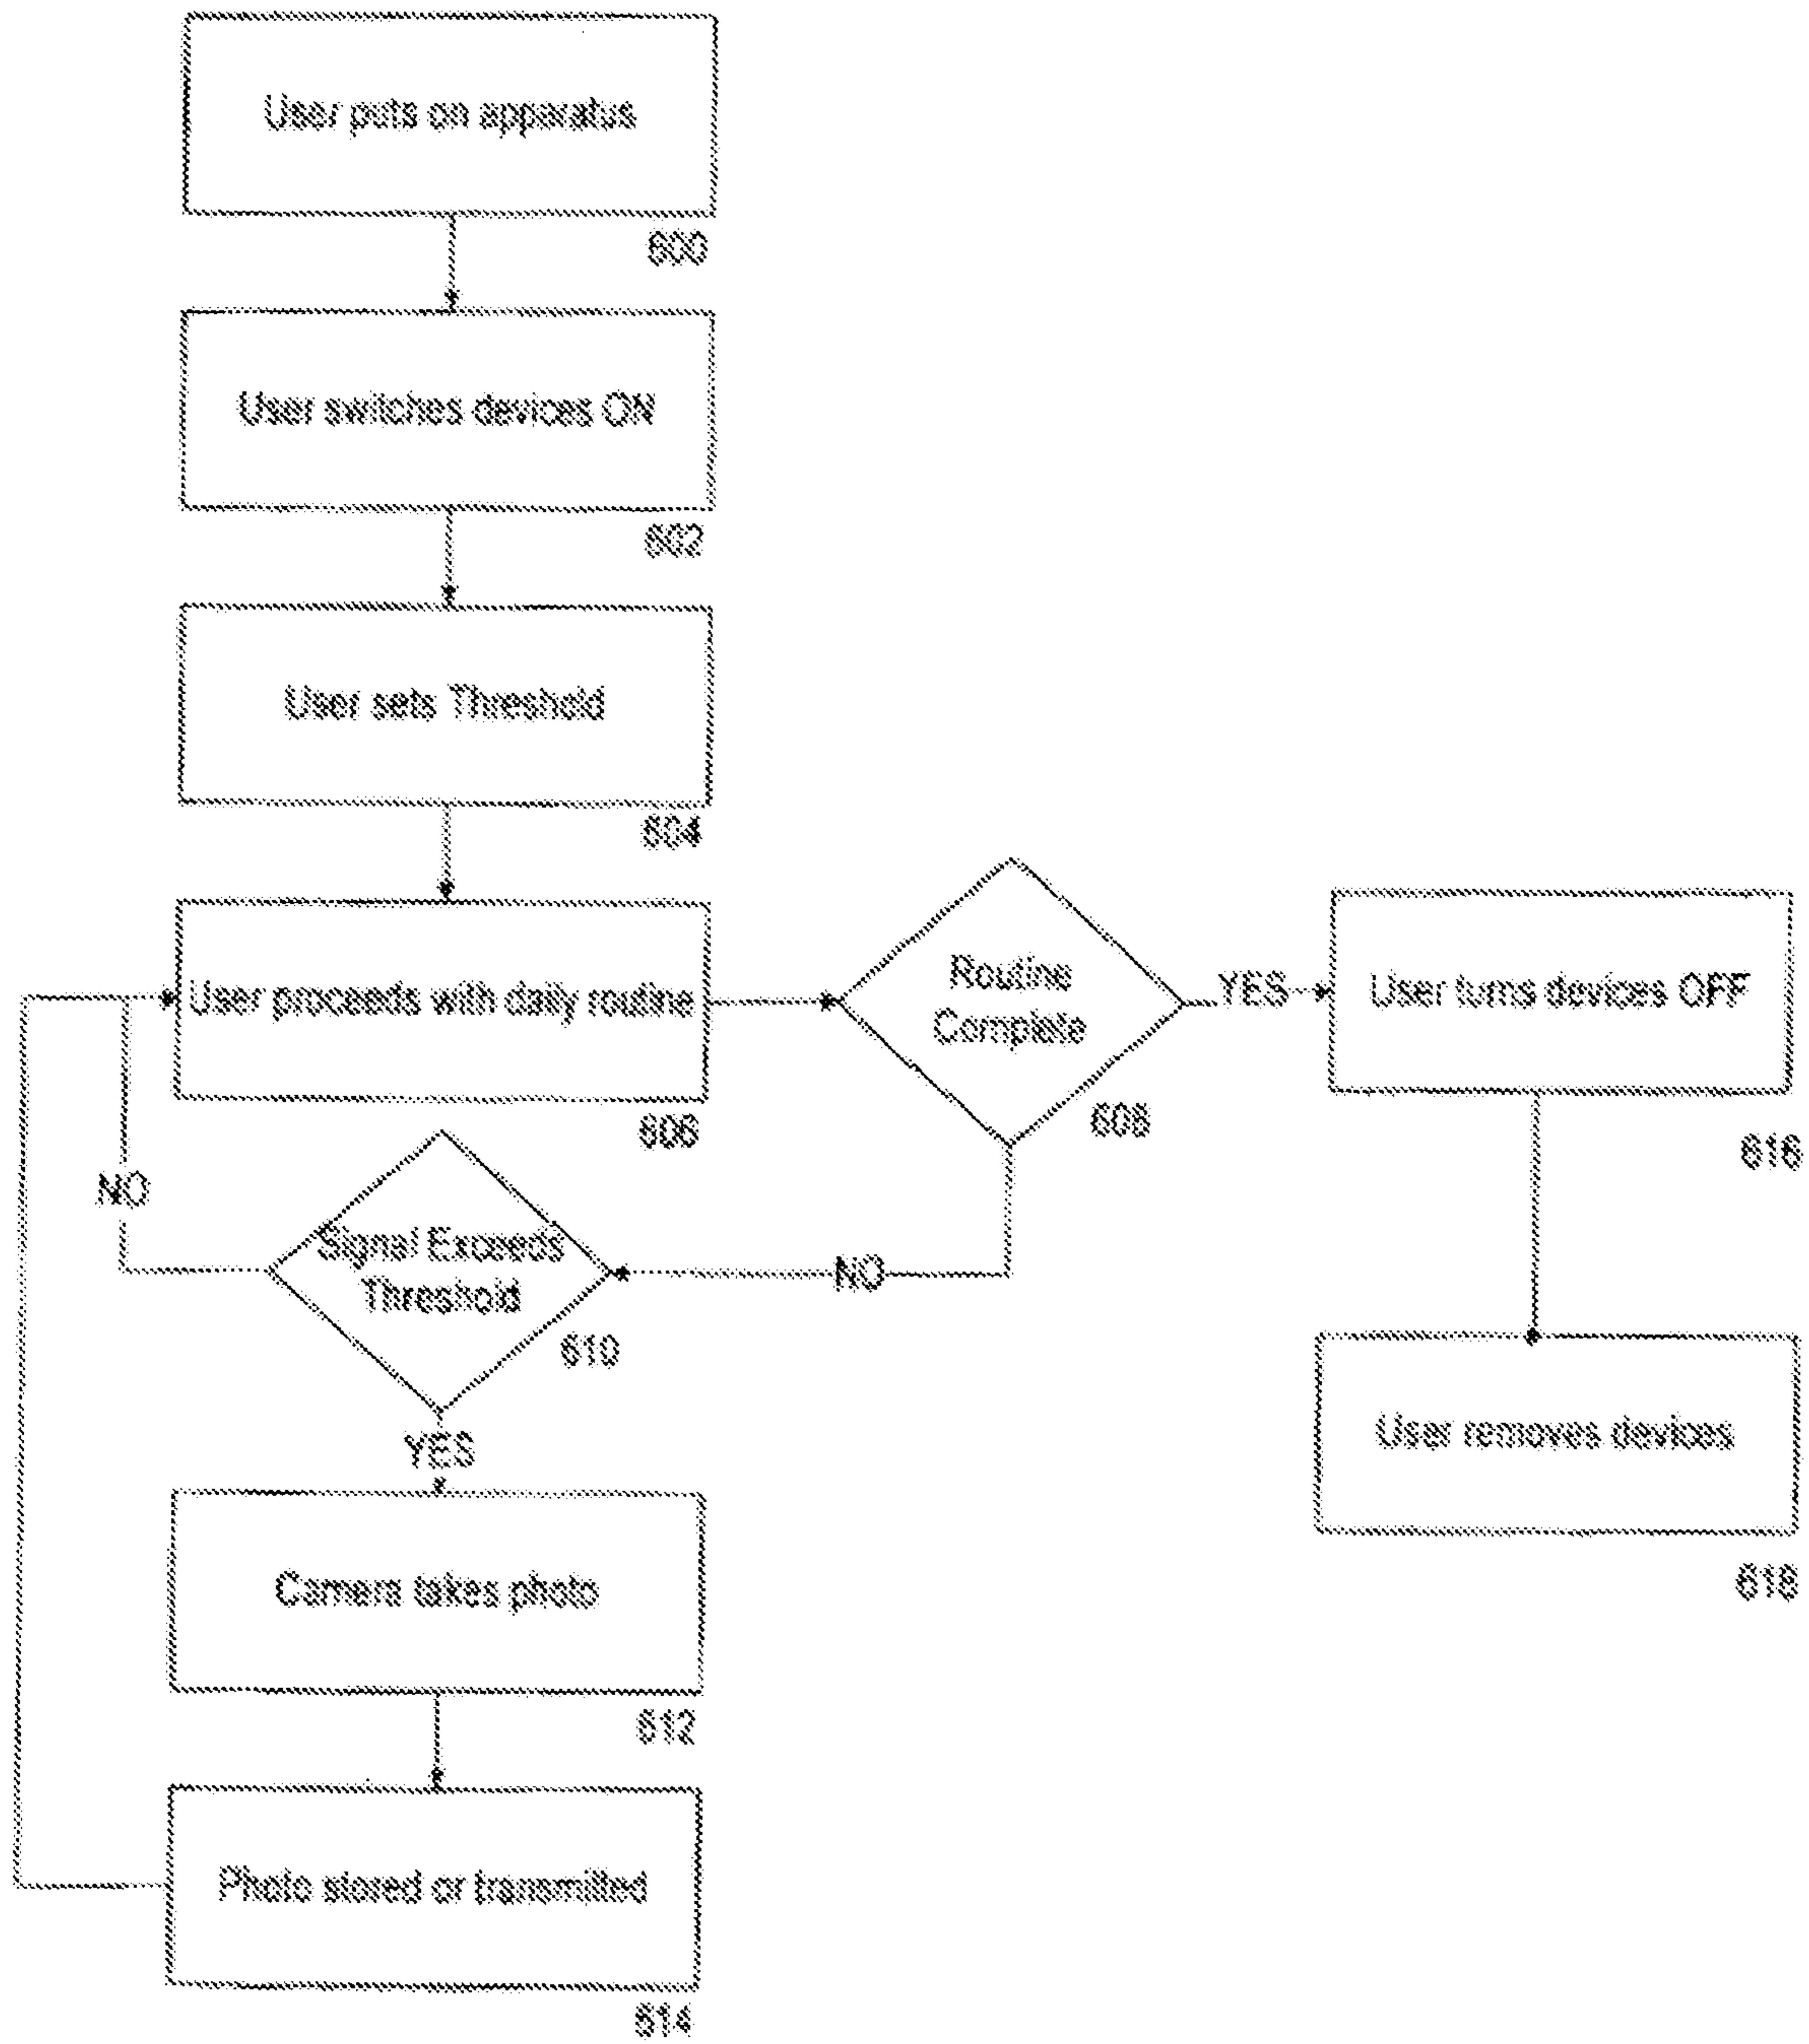 User puts on apparatus
600
User switches devices ON
602
User sets Threshold
604
User proceeds with daily routine
606
Routine
Complete
608
YES
User turns devices OFF
616
NO
NO
Signal Exceeds
Threshold
610
YES
User removes devices
618
Camera takes photo
612
Photo stored or transmitted
614